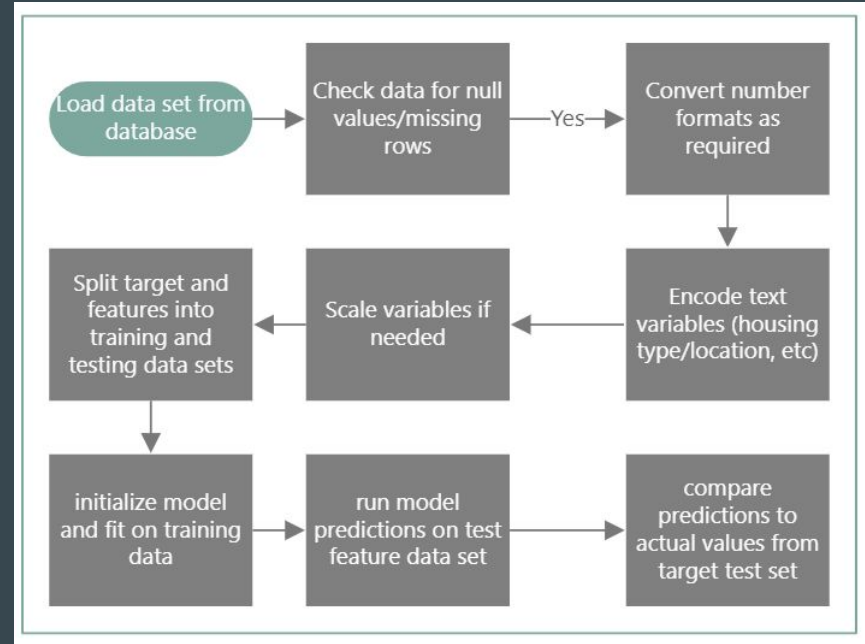 Load data set from
database
Check data for null
values/missing
rows
Yes
Convert number
formats as
required
Encode text
variables (housing
type/location, etc)
Scale variables if
needed
Split target and
features into
training and
testing data sets
initialize model
and fit on training
data
run model
predictions on test
feature data set
compare
predictions to
actual values from
target test set